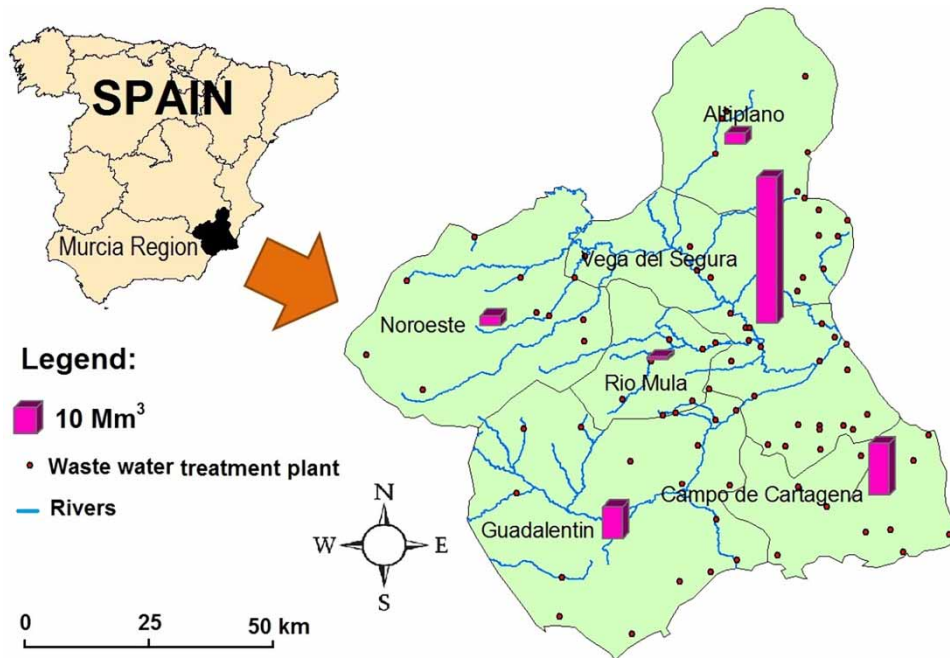 SPAIN
Murcia Region
Altiplano
Vega del Segura
Noroeste
Rio Mula
Campo de Cartagena
Guadalentin
Legend:
10 Mm³
Waste water treatment plant
Rivers
N
W E
S
0 25 50 km